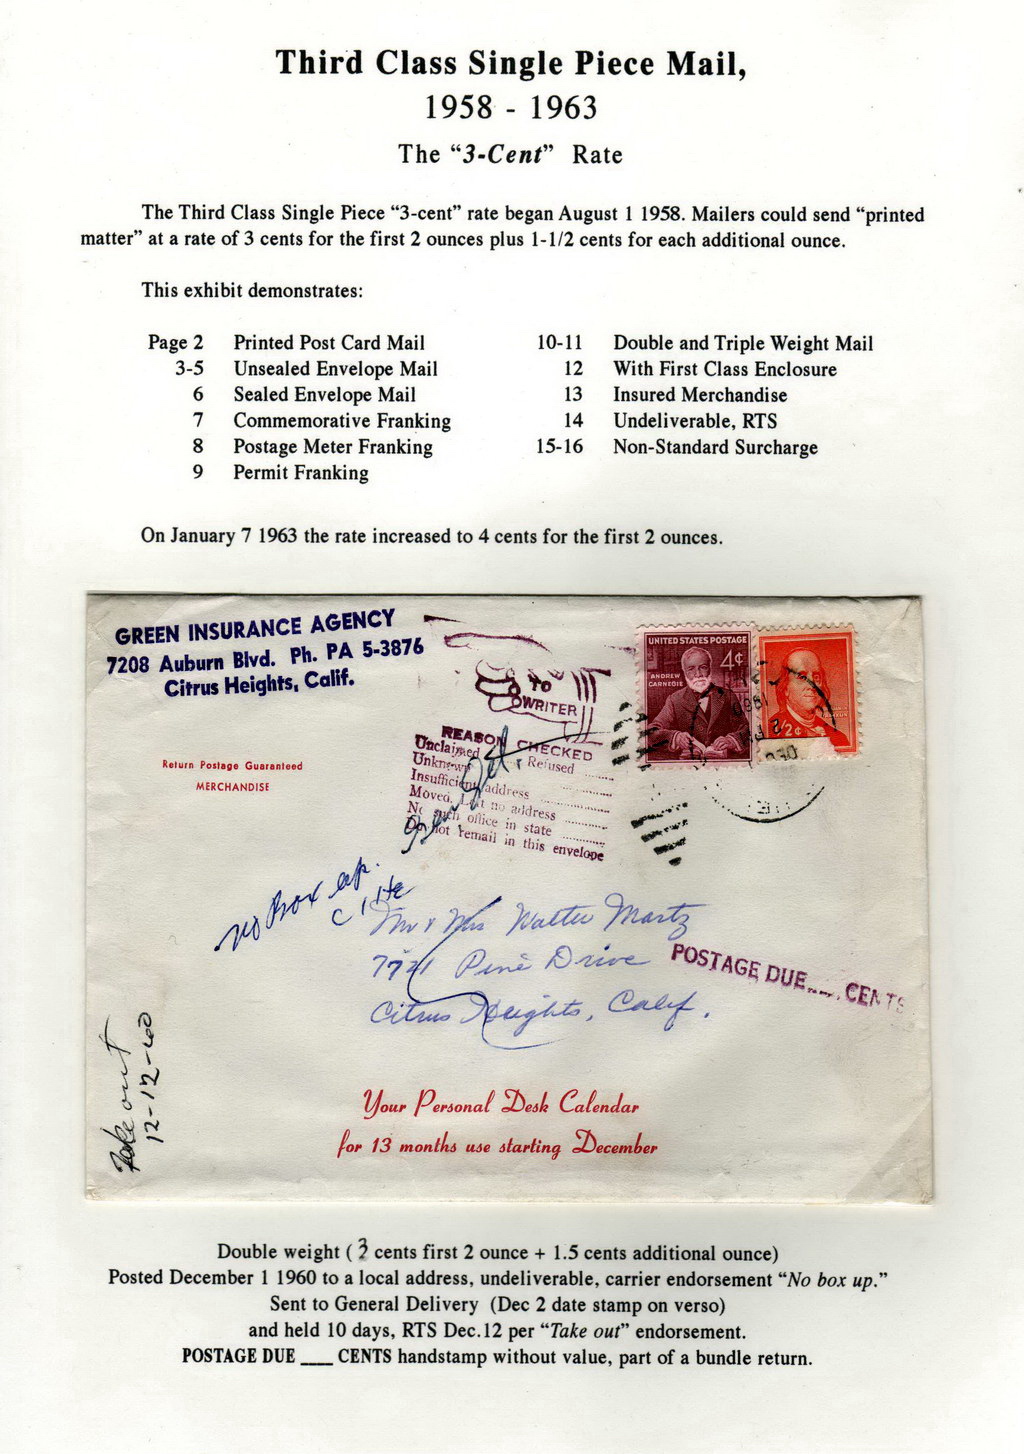 Third Class Single Piece Mail,
1958 - 1963
The “3-Cent” Rate
The Third Class Single Piece “3-cent” rate began August 1 1958. Mailers could send “printed
matter” at a rate of 3 cents for the first 2 ounces plus 1-1/2 cents for each additional ounce.
This exhibit demonstrates:
Page 2 Printed Post Card Mail
3-5 Unsealed Envelope Mail
6 Sealed Envelope Mail
7 Commemorative Franking
8 Postage Meter Franking
9 Permit Franking
10-11 Double and Triple Weight Mail
12 With First Class Enclosure
13 Insured Merchandise
14 Undeliverable, RTS
15-16 Non-Standard Surcharge
On January 7 1963 the rate increased to 4 cents for the first 2 ounces.
GREEN INSURANCE AGENCY
7208 Auburn Blvd. Ph. PA 5-3876
Citrus Heights, Calif.
Return Postage Guaranteed
MERCHANDISE
TO
WRITER
REASON CHECKED
Unclaimed Refused
Unknown
Insufficient address
Moved, Left no address
No such office in state
Do not remail in this envelope
UNITED STATES POSTAGE
4¢
ANDREW
CARNEGIE
1/2¢
No Box up.
Cite
Mr & Mrs Walter Martz
7721 Pine Drive
Citrus Heights, Calif.
POSTAGE DUE CENTS
Take out
12-12-60
Your Personal Desk Calendar
for 13 months use starting December
Double weight ( 3 cents first 2 ounce + 1.5 cents additional ounce)
Posted December 1 1960 to a local address, undeliverable, carrier endorsement “No box up.”
Sent to General Delivery (Dec 2 date stamp on verso)
and held 10 days, RTS Dec.12 per “Take out” endorsement.
POSTAGE DUE ___ CENTS handstamp without value, part of a bundle return.